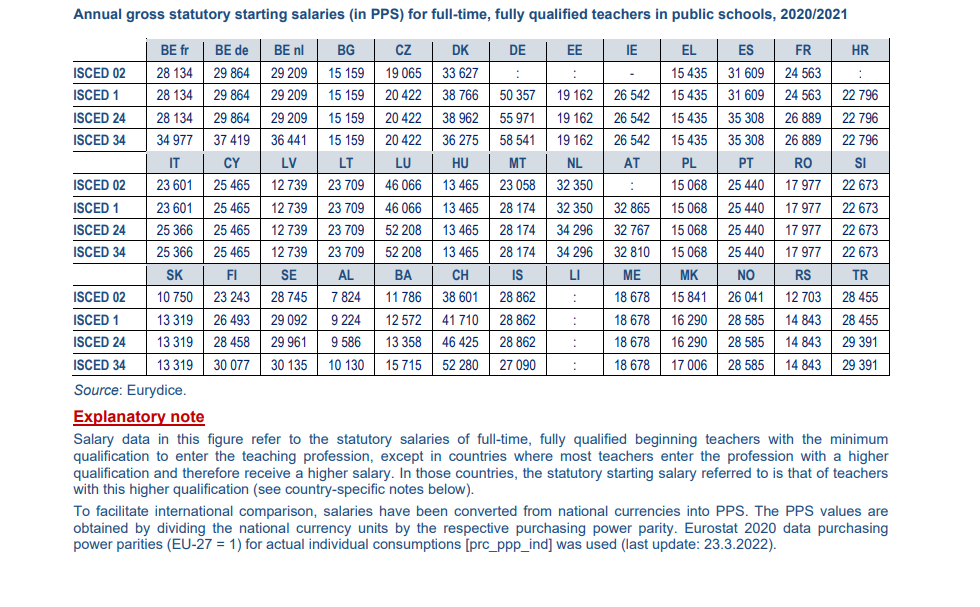 Annual gross statutory starting salaries (in PPS) for full-time, fully qualified teachers in public schools, 2020/2021
BE fr BE de BE nl BG CZ DK DE EE IE EL ES FR HR
ISCED 02 28 134 29 864 29 209 15 159 19 065 33 627 : : - 15 435 31 609 24 563 :
ISCED 1 28 134 29 864 29 209 15 159 20 422 38 766 50 357 19 162 26 542 15 435 31 609 24 563 22 796
ISCED 24 28 134 29 864 29 209 15 159 20 422 38 962 55 971 19 162 26 542 15 435 35 308 26 889 22 796
ISCED 34 34 977 37 419 36 441 15 159 20 422 36 275 58 541 19 162 26 542 15 435 35 308 26 889 22 796
IT CY LV LT LU HU MT NL AT PL PT RO SI
ISCED 02 23 601 25 465 12 739 23 709 46 066 13 465 23 058 32 350 : 15 068 25 440 17 977 22 673
ISCED 1 23 601 25 465 12 739 23 709 46 066 13 465 28 174 32 350 32 865 15 068 25 440 17 977 22 673
ISCED 24 25 366 25 465 12 739 23 709 52 208 13 465 28 174 34 296 32 767 15 068 25 440 17 977 22 673
ISCED 34 25 366 25 465 12 739 23 709 52 208 13 465 28 174 34 296 32 810 15 068 25 440 17 977 22 673
SK FI SE AL BA CH IS LI ME MK NO RS TR
ISCED 02 10 750 23 243 28 745 7 824 11 786 38 601 28 862 : 18 678 15 841 26 041 12 703 28 455
ISCED 1 13 319 26 493 29 092 9 224 12 572 41 710 28 862 : 18 678 16 290 28 585 14 843 28 455
ISCED 24 13 319 28 458 29 961 9 586 13 358 46 425 28 862 : 18 678 16 290 28 585 14 843 29 391
ISCED 34 13 319 30 077 30 135 10 130 15 715 52 280 27 090 : 18 678 17 006 28 585 14 843 29 391
Source: Eurydice.
Explanatory note
Salary data in this figure refer to the statutory salaries of full-time, fully qualified beginning teachers with the minimum
qualification to enter the teaching profession, except in countries where most teachers enter the profession with a higher
qualification and therefore receive a higher salary. In those countries, the statutory starting salary referred to is that of teachers
with this higher qualification (see country-specific notes below).
To facilitate international comparison, salaries have been converted from national currencies into PPS. The PPS values are
obtained by dividing the national currency units by the respective purchasing power parity. Eurostat 2020 data purchasing
power parities (EU-27 = 1) for actual individual consumptions [prc_ppp_ind] was used (last update: 23.3.2022).